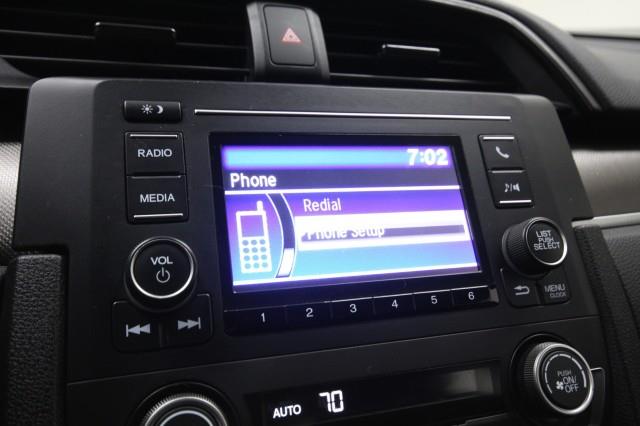 RADIO
MEDIA
VOL
7:02
Phone
Redial
Phone Setup
1 2 3 4 5 6
LIST
PUSH
SELECT
MENU
CLOCK
AUTO 70
PUSH
ON/
OFF